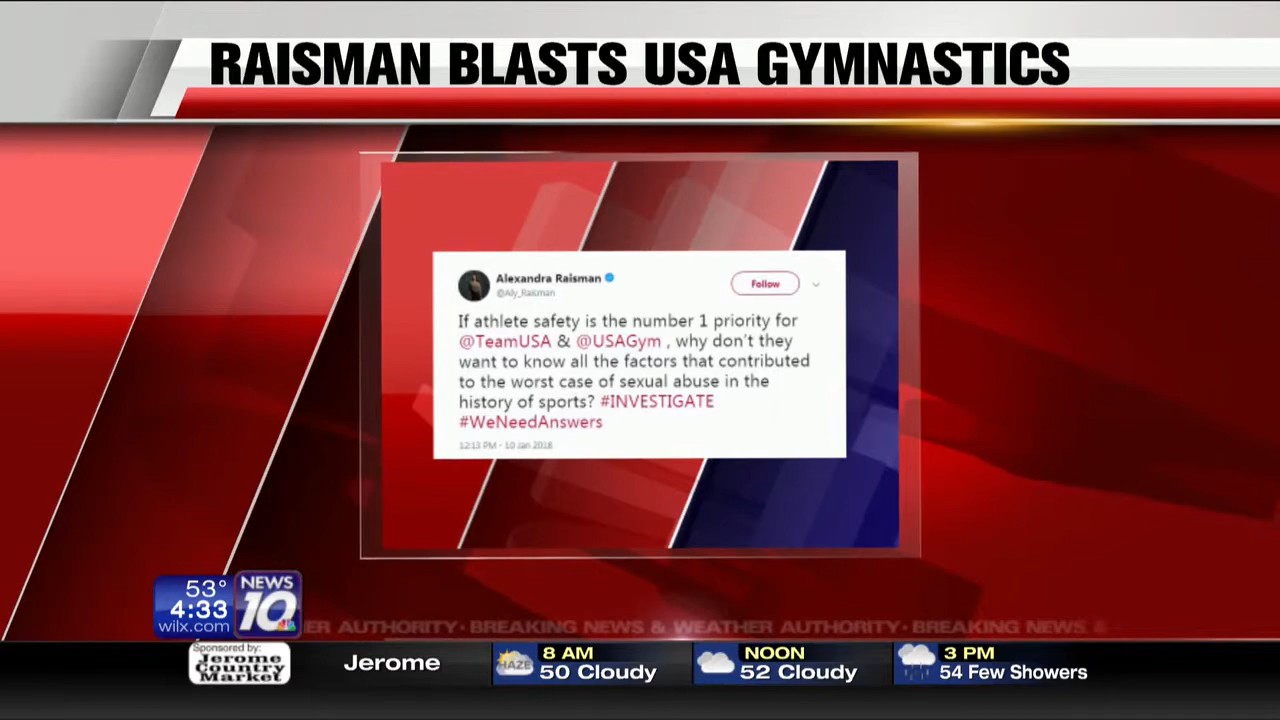 RAISMAN BLASTS USA GYMNASTICS
Alexandra Raisman
@Aly_Raisman
Follow
If athlete safety is the number 1 priority for
@TeamUSA & @USAGym , why don't they
want to know all the factors that contributed
to the worst case of sexual abuse in the
history of sports? #INVESTIGATE
#WeNeedAnswers
12:13 PM - 10 Jan 2018
53°
4:33
wilx.com
NEWS
10
ER AUTHORITY · BREAKING NEWS & WEATHER AUTHORITY · BREAKING NEWS &
Sponsored by:
Jerome
Country
Market
Jerome
HAZE
8 AM
50 Cloudy
NOON
52 Cloudy
3 PM
54 Few Showers